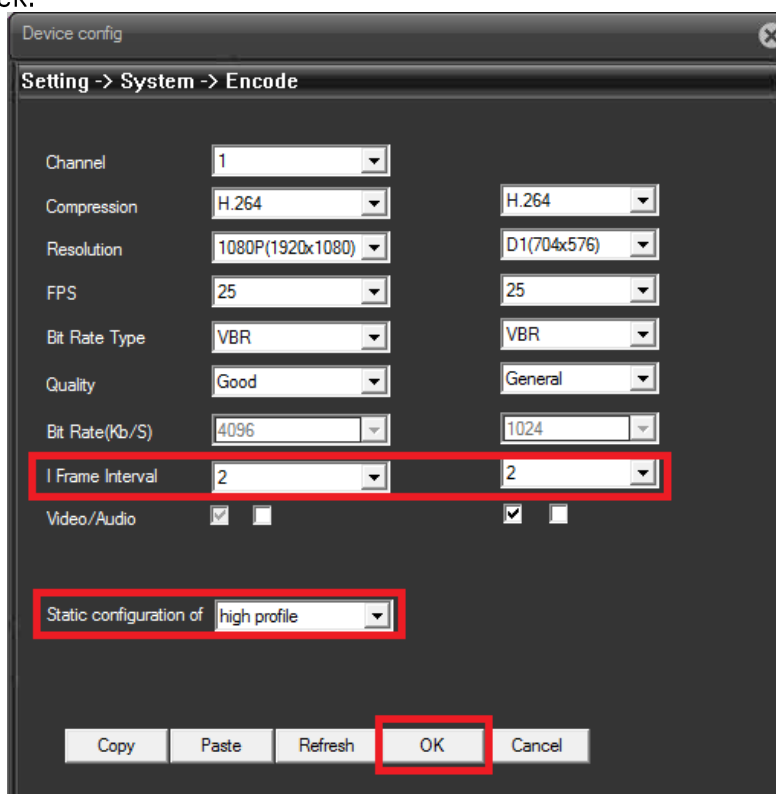 Device config
Setting -> System -> Encode
Channel 1
Compression H.264 H.264
Resolution 1080P(1920x1080) D1(704x576)
FPS 25 25
Bit Rate Type VBR VBR
Quality Good General
Bit Rate(Kb/S) 4096 1024
I Frame Interval 2 2
Video/Audio
Static configuration of high profile
Copy Paste Refresh OK Cancel